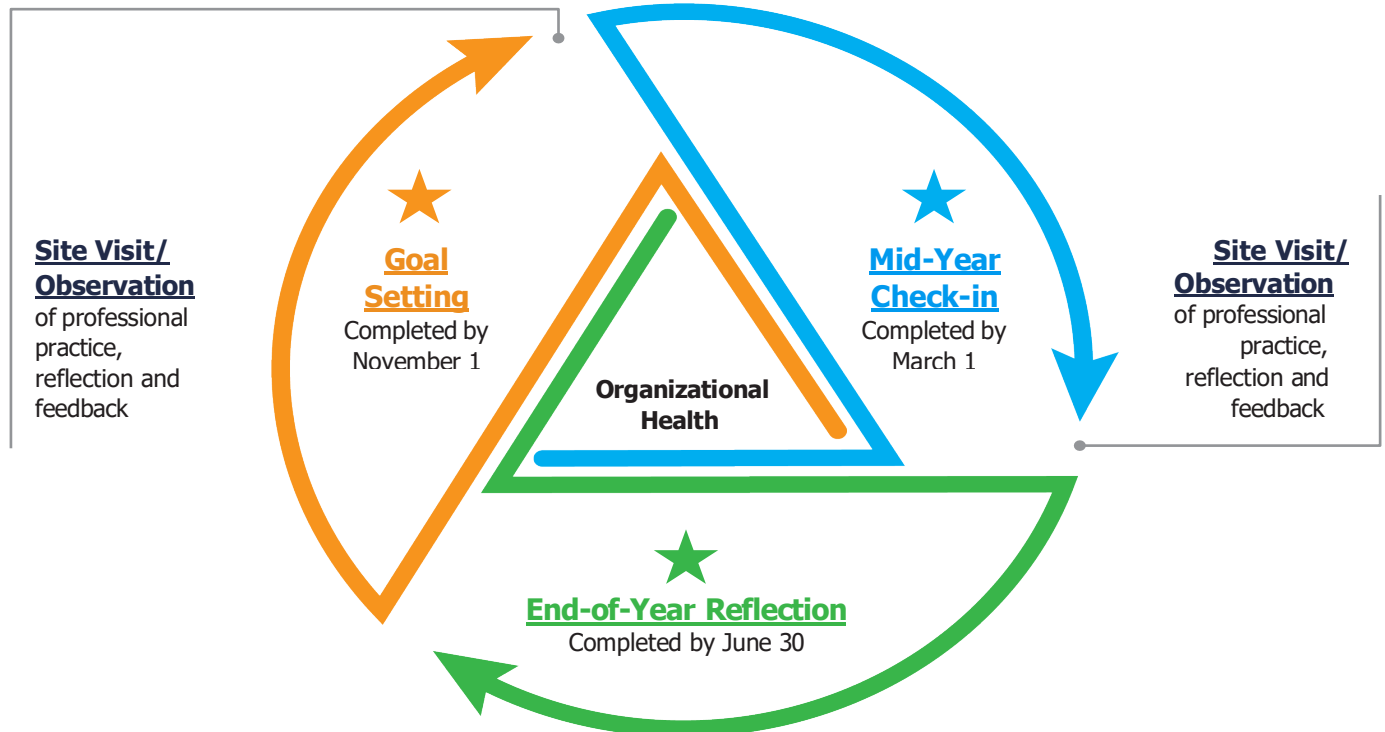 Site Visit/
Observation
of professional
practice,
reflection and
feedback
Goal
Setting
Completed by
November 1
Organizational
Health
Mid-Year
Check-in
Completed by
March 1
Site Visit/
Observation
of professional
practice,
reflection and
feedback
End-of-Year Reflection
Completed by June 30